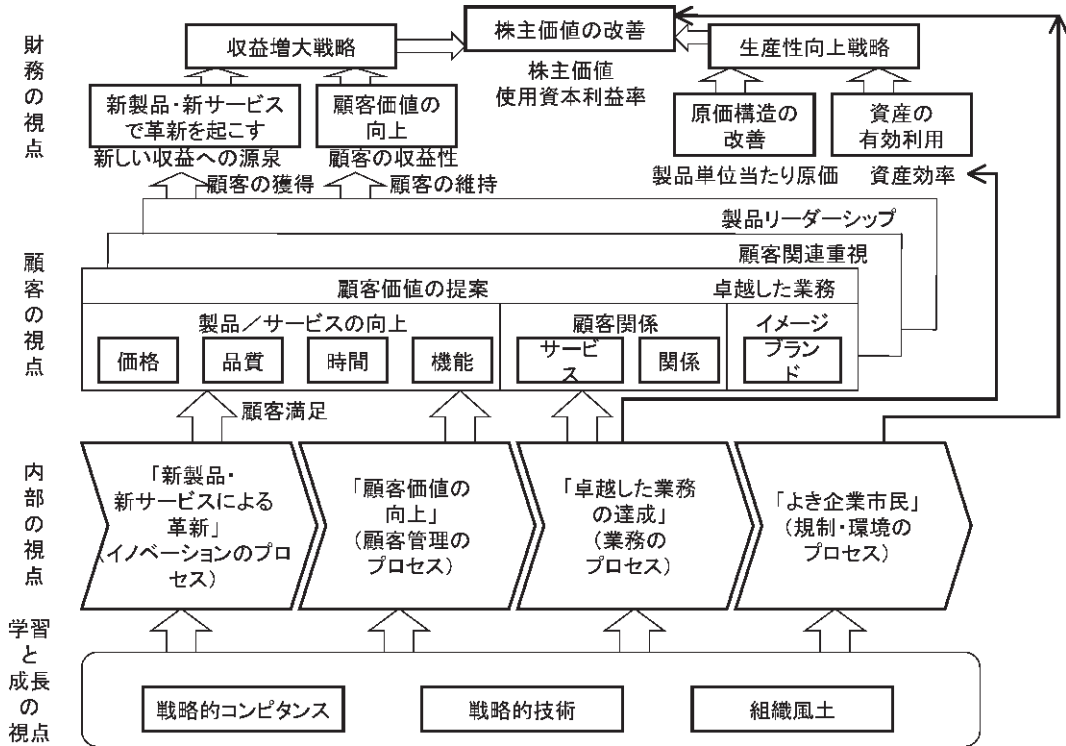 財務の視点
株主価値の改善
収益増大戦略
生産性向上戦略
株主価値
使用資本利益率
新製品・新サービス
で革新を起こす
顧客価値の
向上
原価構造の
改善
資産の
有効利用
新しい収益への源泉
顧客の収益性
製品単位当たり原価
資産効率
顧客の獲得
顧客の維持
顧客の視点
製品リーダーシップ
顧客関連重視
顧客価値の提案
卓越した業務
製品／サービスの向上
顧客関係
イメージ
価格
品質
時間
機能
サービ
ス
関係
ブラン
ド
顧客満足
内部の視点
「新製品・
新サービスによる
革新」
(イノベーションのプロ
セス)
「顧客価値の
向上」
(顧客管理の
プロセス)
「卓越した業務
の達成」
(業務の
プロセス)
「よき企業市民」
(規制・環境の
プロセス)
学習
と
成長
の
視点
戦略的コンピタンス
戦略的技術
組織風土